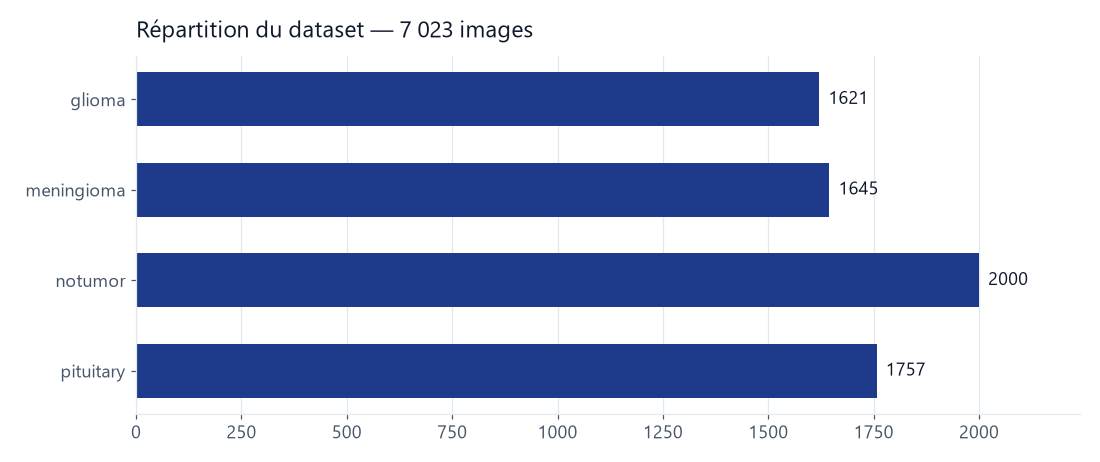 Répartition du dataset — 7 023 images
glioma 1621
meningioma 1645
notumor 2000
pituitary 1757
0 250 500 750 1000 1250 1500 1750 2000